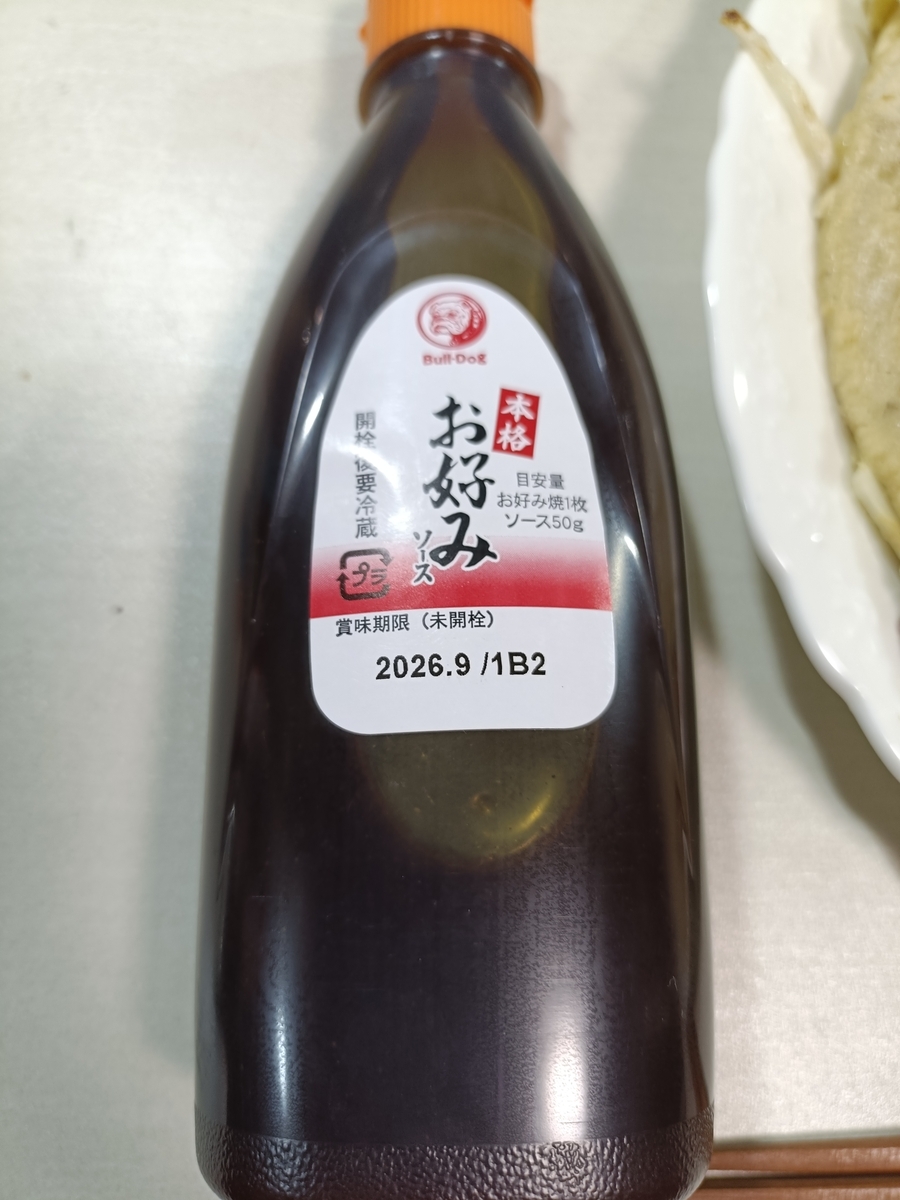 Bull-Dog
本格
お好み
ソース
目安量
お好み焼1枚
ソース50g
開栓後要冷蔵
プラ
賞味期限（未開栓）
2026.9 /1B2